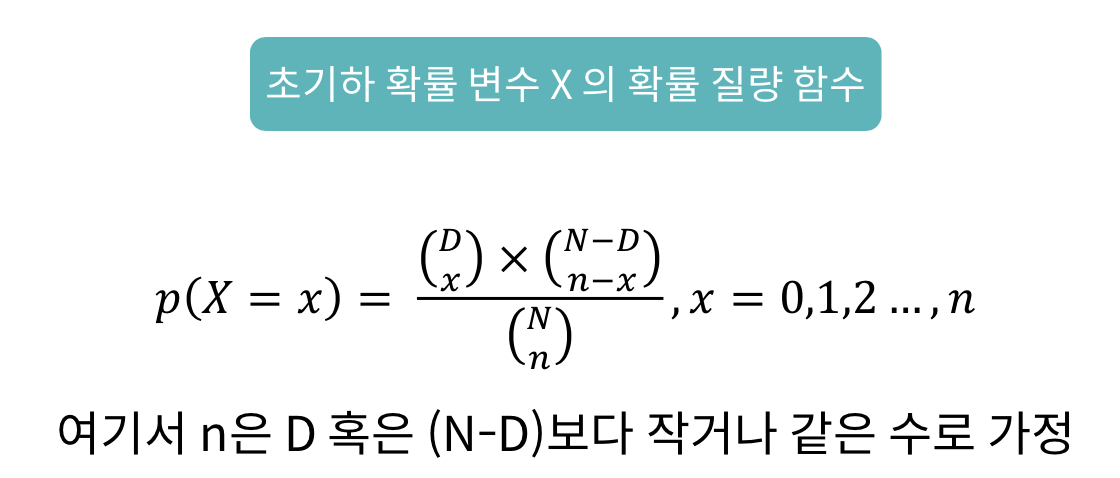 초기하 확률 변수 X 의 확률 질량 함수
p(X = x) = \frac{\binom{D}{x} × \binom{N−D}{n−x}}{\binom{N}{n}}, x = 0,1,2 … , n
여기서 n은 D 혹은 (N-D)보다 작거나 같은 수로 가정